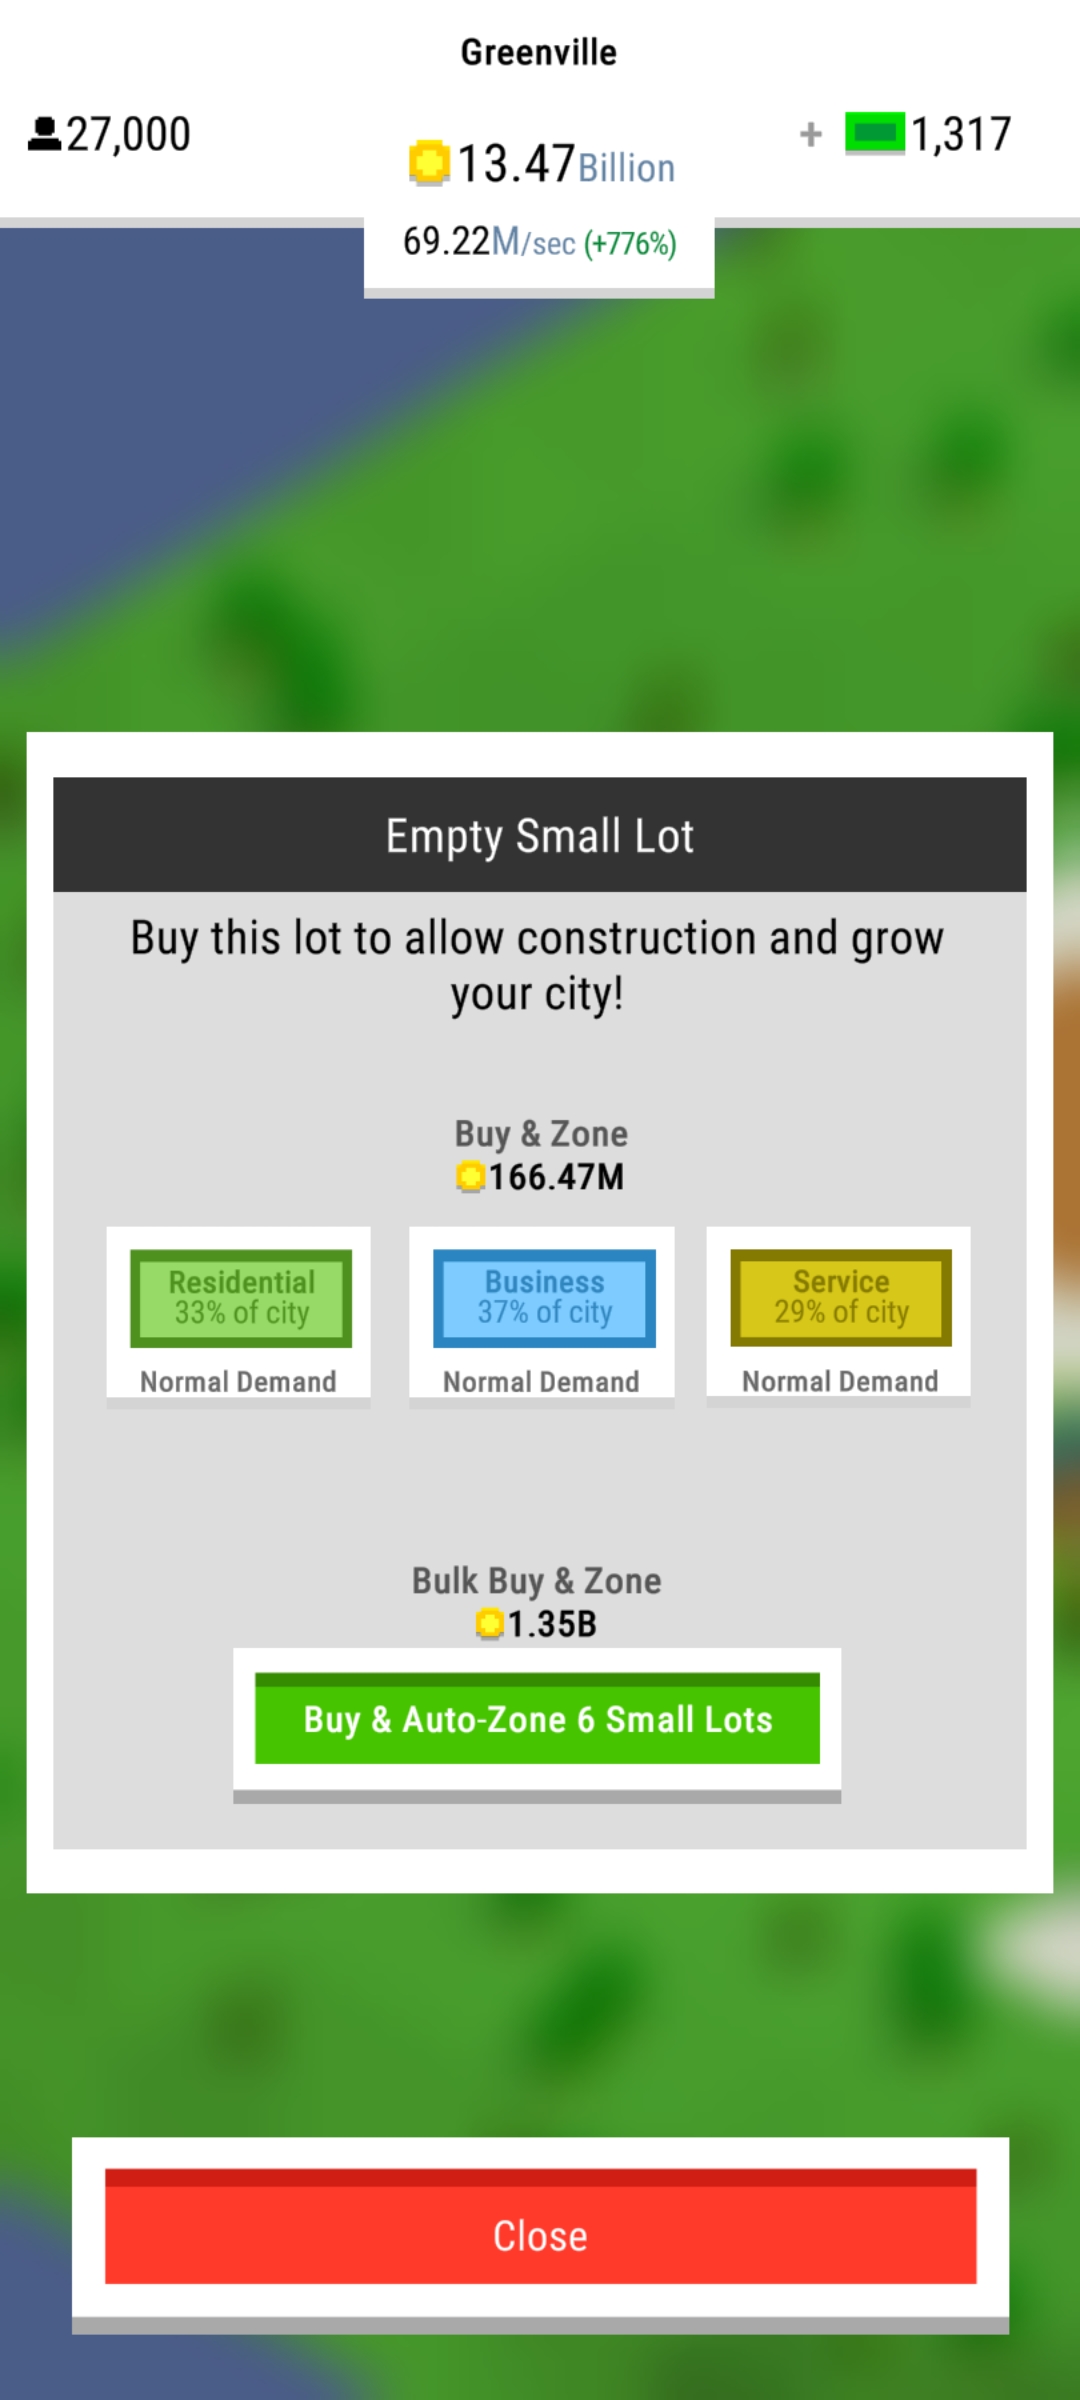 Greenville
27,000
13.47Billion
+ 1,317
69.22M/sec (+776%)
Empty Small Lot
Buy this lot to allow construction and grow
your city!
Buy & Zone
166.47M
Residential
33% of city
Normal Demand
Business
37% of city
Normal Demand
Service
29% of city
Normal Demand
Bulk Buy & Zone
1.35B
Buy & Auto-Zone 6 Small Lots
Close